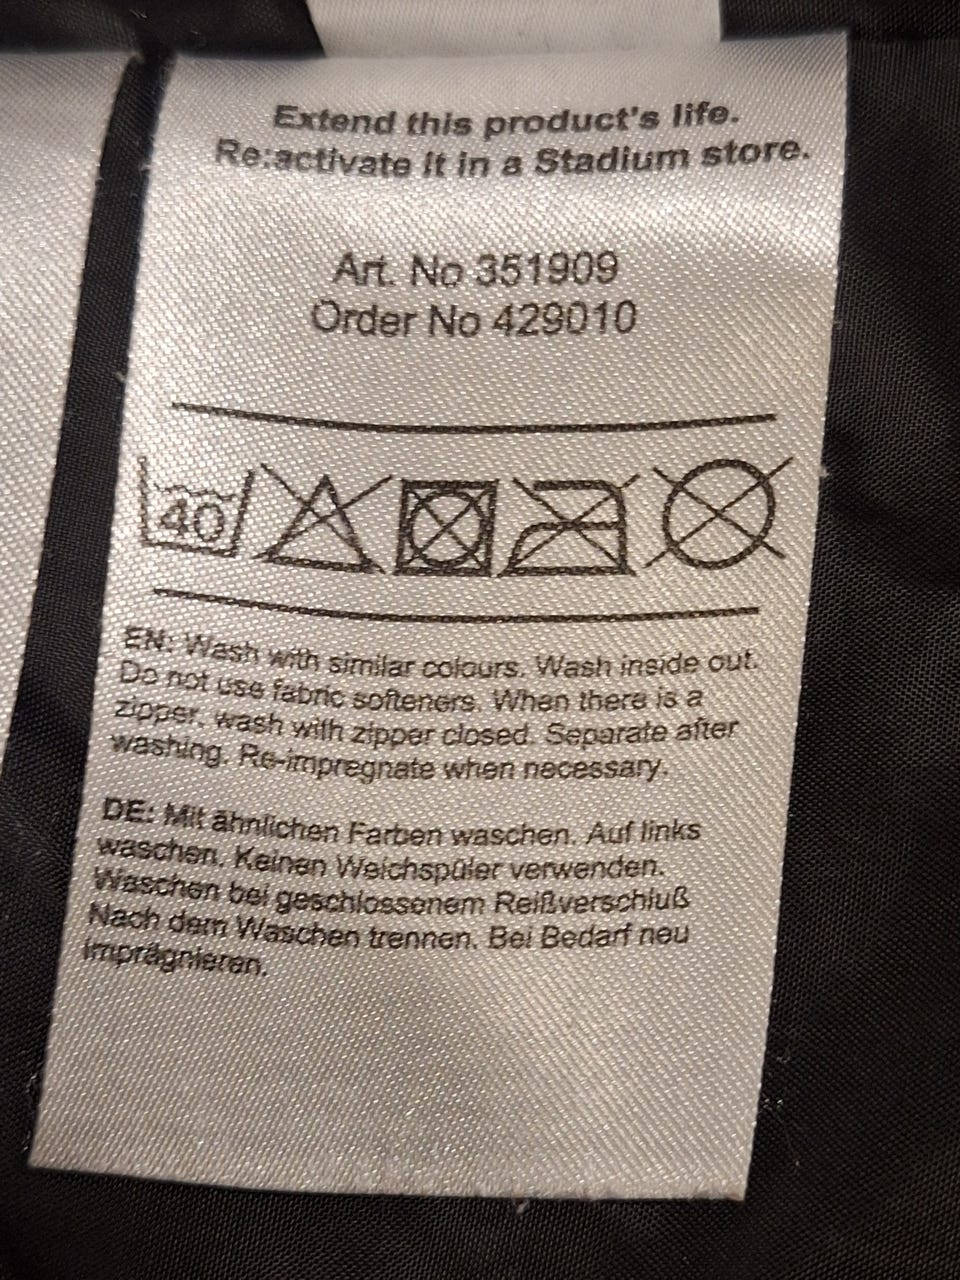 Extend this product's life.
Re:activate it in a Stadium store.
Art. No 351909
Order No 429010
40
EN: Wash with similar colours. Wash inside out.
Do not use fabric softeners. When there is a
zipper, wash with zipper closed. Separate after
washing. Re-impregnate when necessary.
DE: Mit ähnlichen Farben waschen. Auf links
waschen. Keinen Weichspüler verwenden.
Waschen bei geschlossenem Reißverschluß
Nach dem Waschen trennen. Bei Bedarf neu
imprägnieren.